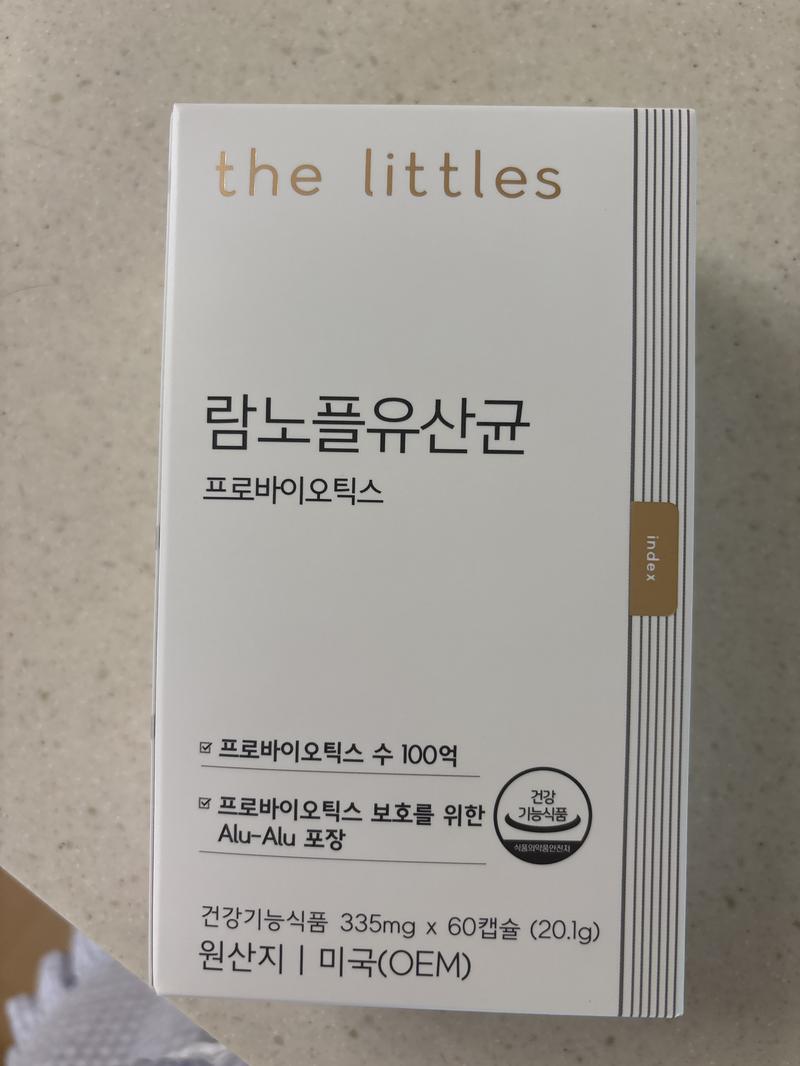 the littles
람노플유산균
프로바이오틱스
index
☑ 프로바이오틱스 수 100억
☑ 프로바이오틱스 보호를 위한
Alu-Alu 포장
건강
기능식품
식품의약품안전처
건강기능식품 335mg x 60캡슐 (20.1g)
원산지 | 미국(OEM)